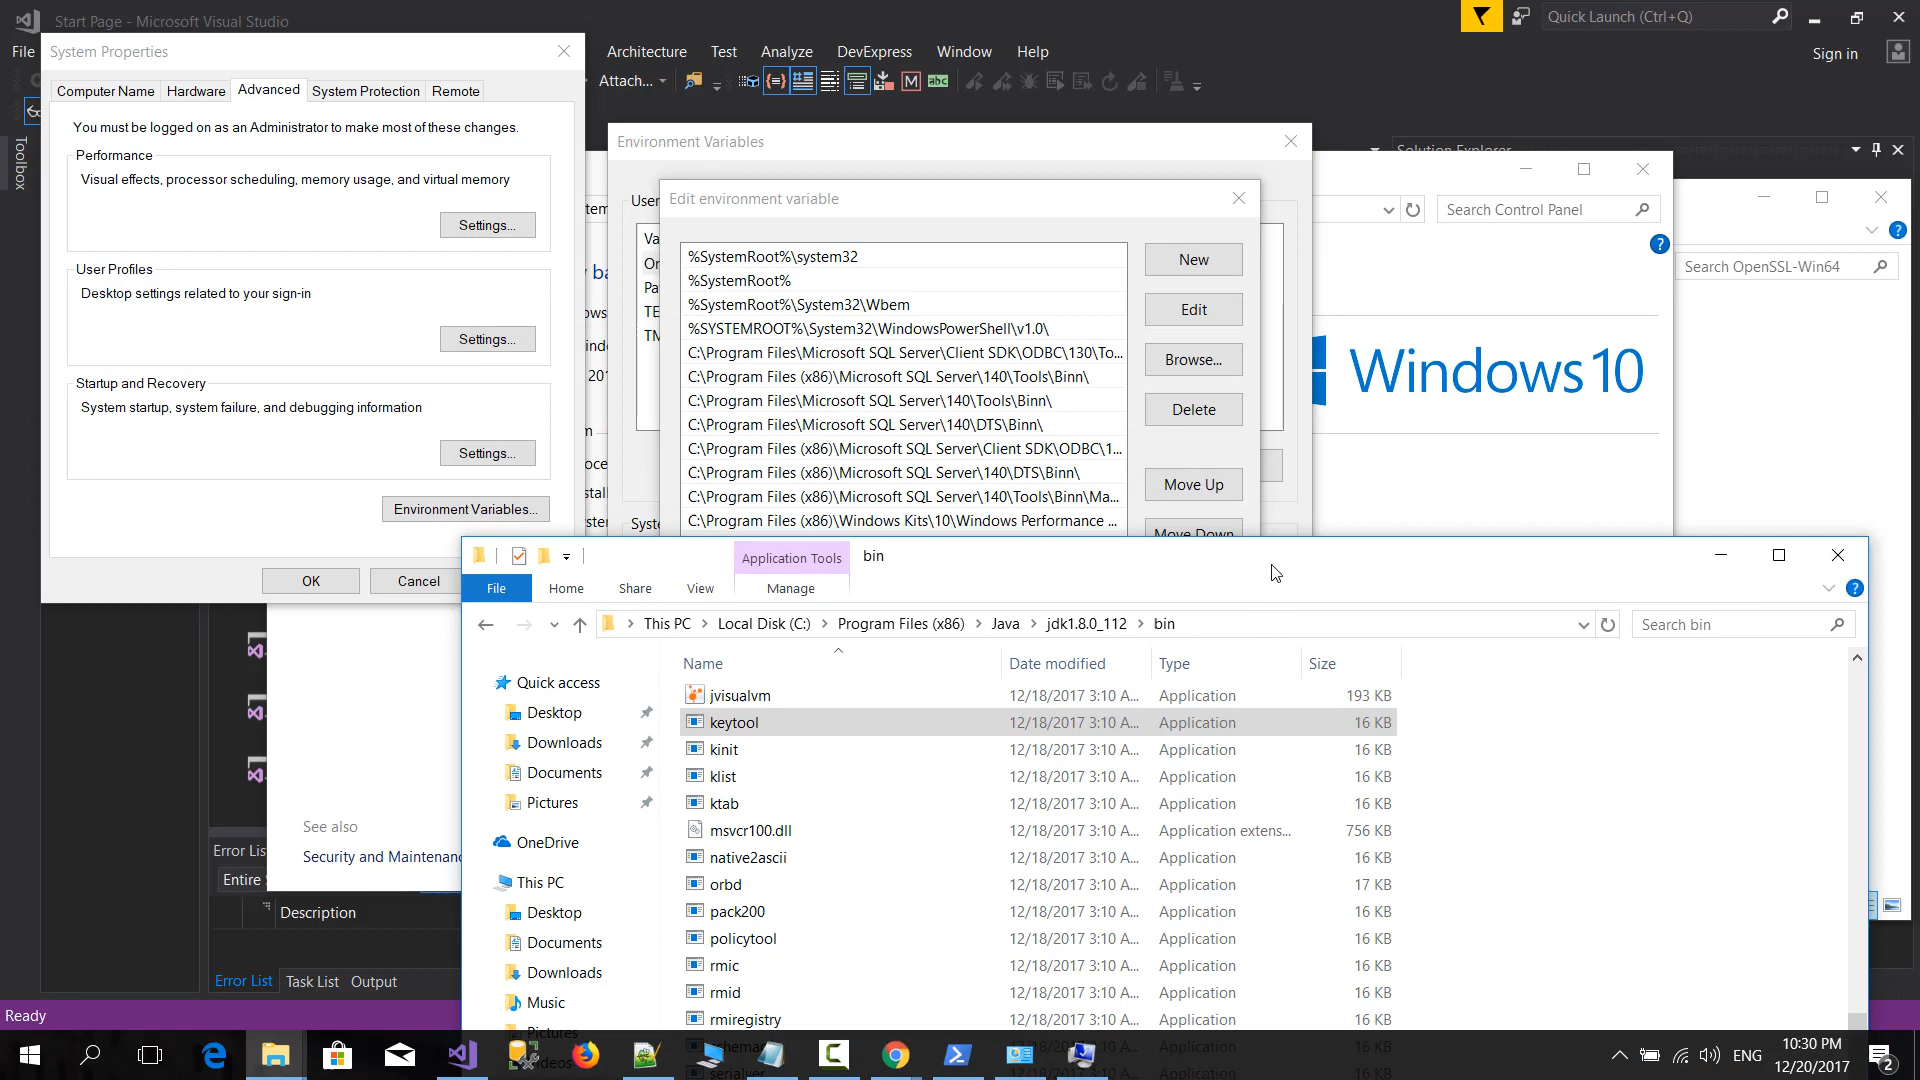 Start Page - Microsoft Visual Studio
Quick Launch (Ctrl+Q)
File
Architecture
Test
Analyze
DevExpress
Window
Help
Sign in
Attach...
Toolbox
Solution Explorer
System Properties
Computer Name
Hardware
Advanced
System Protection
Remote
You must be logged on as an Administrator to make most of these changes.
Performance
Visual effects, processor scheduling, memory usage, and virtual memory
Settings...
User Profiles
Desktop settings related to your sign-in
Settings...
Startup and Recovery
System startup, system failure, and debugging information
Settings...
Environment Variables...
OK
Cancel
Environment Variables
User
Edit environment variable
%SystemRoot%\system32
%SystemRoot%
%SystemRoot%\System32\Wbem
%SYSTEMROOT%\System32\WindowsPowerShell\v1.0\
C:\Program Files\Microsoft SQL Server\Client SDK\ODBC\130\To...
C:\Program Files (x86)\Microsoft SQL Server\140\Tools\Binn\
C:\Program Files\Microsoft SQL Server\140\Tools\Binn\
C:\Program Files\Microsoft SQL Server\140\DTS\Binn\
C:\Program Files (x86)\Microsoft SQL Server\Client SDK\ODBC\1...
C:\Program Files (x86)\Microsoft SQL Server\140\DTS\Binn\
C:\Program Files (x86)\Microsoft SQL Server\140\Tools\Binn\Ma...
C:\Program Files (x86)\Windows Kits\10\Windows Performance ...
New
Edit
Browse...
Delete
Move Up
Move Down
Search Control Panel
Windows 10
Search OpenSSL-Win64
See also
Security and Maintenanc
Error Lis
Entire
Description
Error List
Task List
Output
Ready
Application Tools
bin
File
Home
Share
View
Manage
This PC
Local Disk (C:)
Program Files (x86)
Java
jdk1.8.0_112
bin
Search bin
Quick access
Desktop
Downloads
Documents
Pictures
OneDrive
This PC
Desktop
Documents
Downloads
Music
Pictures
Videos
Name Date modified Type Size
jvisualvm 12/18/2017 3:10 A... Application 193 KB
keytool 12/18/2017 3:10 A... Application 16 KB
kinit 12/18/2017 3:10 A... Application 16 KB
klist 12/18/2017 3:10 A... Application 16 KB
ktab 12/18/2017 3:10 A... Application 16 KB
msvcr100.dll 12/18/2017 3:10 A... Application extens... 756 KB
native2ascii 12/18/2017 3:10 A... Application 16 KB
orbd 12/18/2017 3:10 A... Application 17 KB
pack200 12/18/2017 3:10 A... Application 16 KB
policytool 12/18/2017 3:10 A... Application 16 KB
rmic 12/18/2017 3:10 A... Application 16 KB
rmid 12/18/2017 3:10 A... Application 16 KB
rmiregistry 12/18/2017 3:10 A... Application 16 KB
ENG
10:30 PM
12/20/2017
2